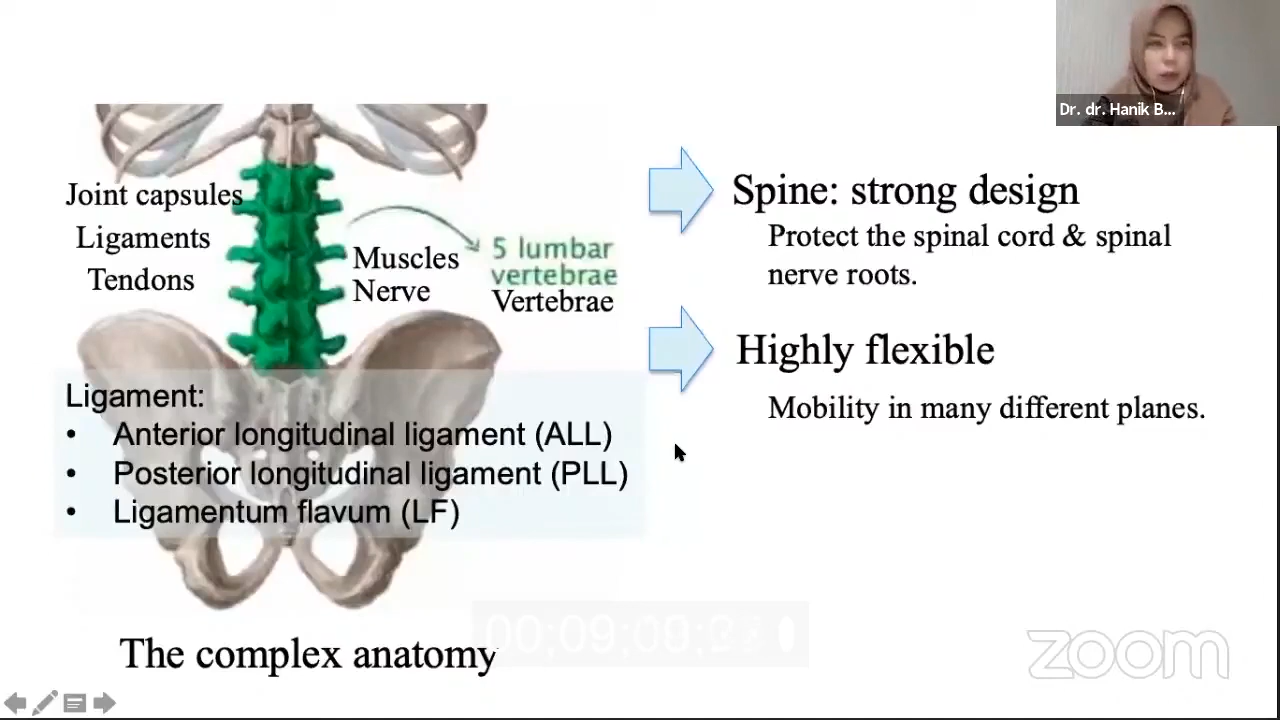 Dr. dr. Hanik B...
Joint capsules
Ligaments
Tendons
Muscles
Nerve
5 lumbar
vertebrae
Vertebrae
Ligament:
• Anterior longitudinal ligament (ALL)
• Posterior longitudinal ligament (PLL)
• Ligamentum flavum (LF)
The complex anatomy
Spine: strong design
Protect the spinal cord & spinal
nerve roots.
Highly flexible
Mobility in many different planes.
zoom